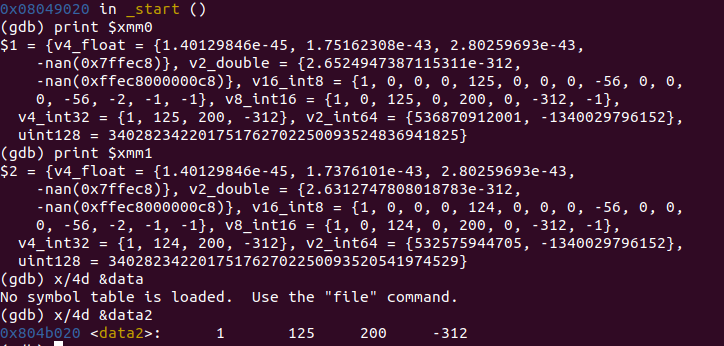 0x08049020 in _start ()
(gdb) print $xmm0
$1 = {v4_float = {1.40129846e-45, 1.75162308e-43, 2.80259693e-43,
-nan(0x7ffec8)}, v2_double = {2.6524947387115311e-312,
-nan(0xffec8000000c8)}, v16_int8 = {1, 0, 0, 0, 125, 0, 0, 0, -56, 0, 0,
0, -56, -2, -1, -1}, v8_int16 = {1, 0, 125, 0, 200, 0, -312, -1},
v4_int32 = {1, 125, 200, -312}, v2_int64 = {536870912001, -1340029796152},
uint128 = 340282342201751762702250093524836941825}
(gdb) print $xmm1
$2 = {v4_float = {1.40129846e-45, 1.7376101e-43, 2.80259693e-43,
-nan(0x7ffec8)}, v2_double = {2.6312747808018783e-312,
-nan(0xffec8000000c8)}, v16_int8 = {1, 0, 0, 0, 124, 0, 0, 0, -56, 0, 0,
0, -56, -2, -1, -1}, v8_int16 = {1, 0, 124, 0, 200, 0, -312, -1},
v4_int32 = {1, 124, 200, -312}, v2_int64 = {532575944705, -1340029796152},
uint128 = 340282342201751762702250093520541974529}
(gdb) x/4d &data
No symbol table is loaded.  Use the "file" command.
(gdb) x/4d &data2
0x804b020 <data2>: 1 125 200 -312